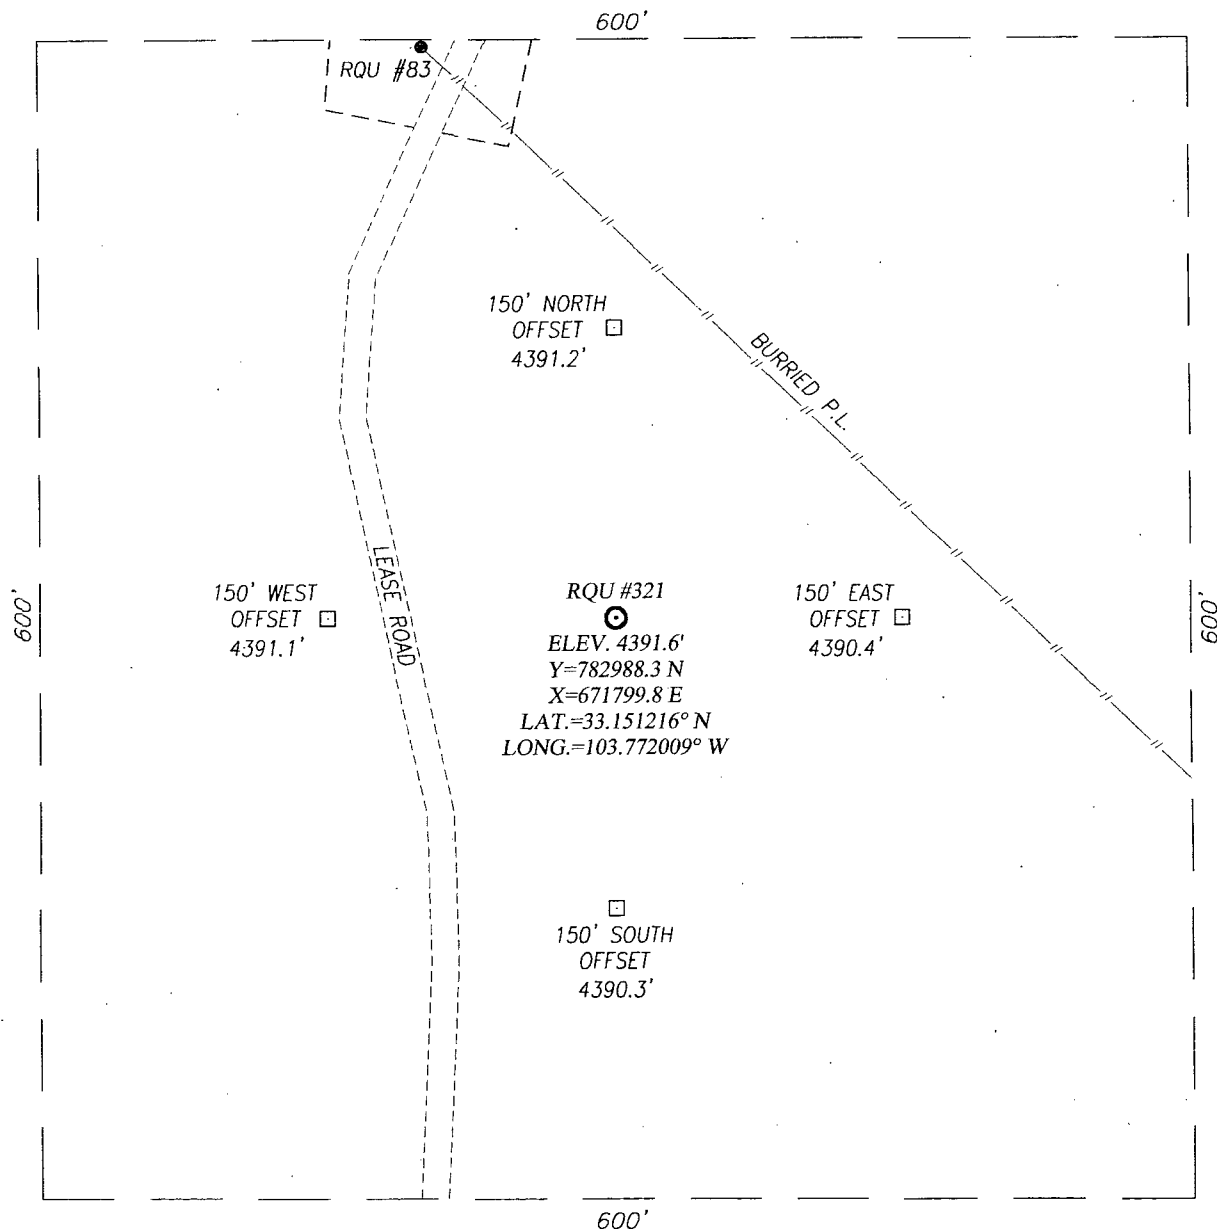 600'
RQU #83
150' NORTH
OFFSET
4391.2'
BURRIED P.L.
LEASE ROAD
600'
150' WEST
OFFSET
4391.1'
RQU #321
ELEV. 4391.6'
Y=782988.3 N
X=671799.8 E
LAT.=33.151216° N
LONG.=103.772009° W
150' EAST
OFFSET
4390.4'
600'
150' SOUTH
OFFSET
4390.3'
600'